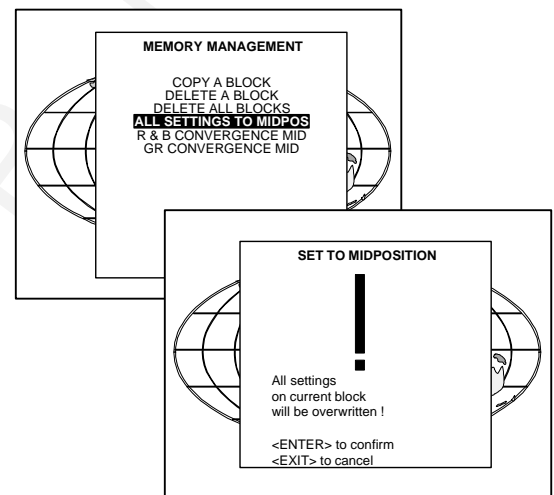 MEMORY MANAGEMENT
COPY A BLOCK
DELETE A BLOCK
DELETE ALL BLOCKS
ALL SETTINGS TO MIDPOS
R & B CONVERGENCE MID
GR CONVERGENCE MID
SET TO MIDPOSITION
!
All settings
on current block
will be overwritten !
<ENTER> to confirm
<EXIT> to cancel